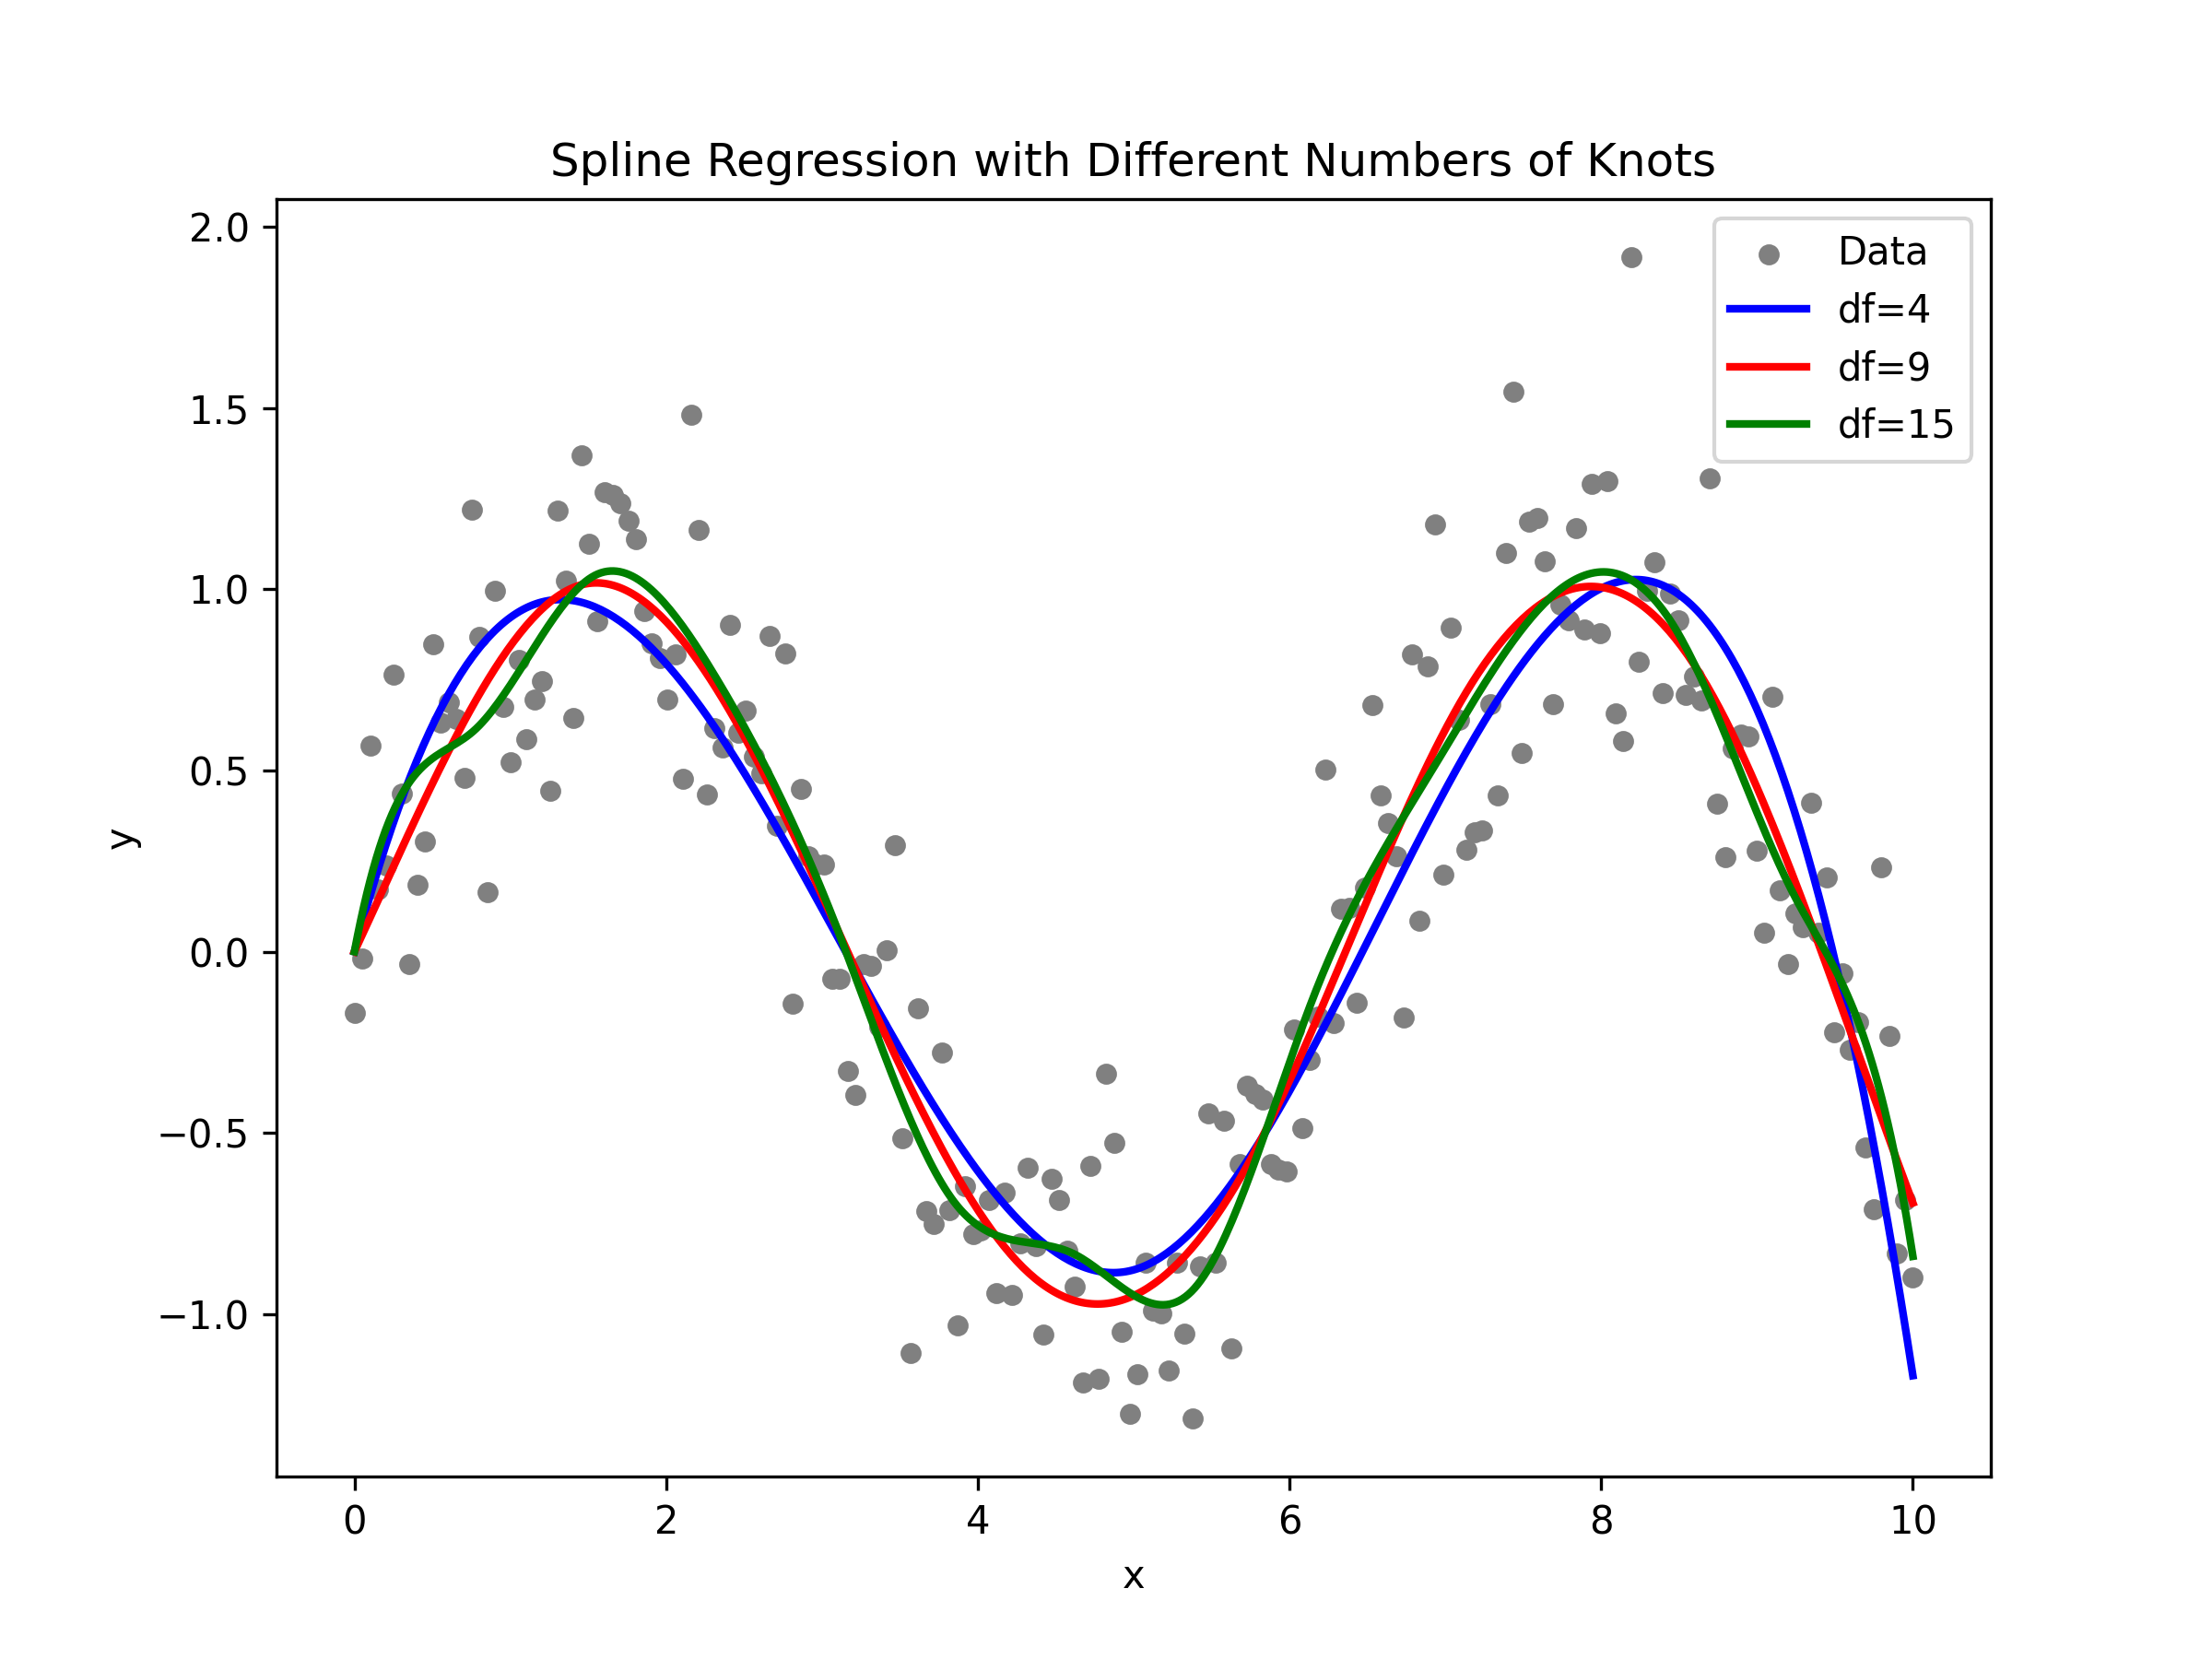 Spline Regression with Different Numbers of Knots
2.0
1.5
1.0
0.5
0.0
−0.5
−1.0
y
Data
df=4
df=9
df=15
0 2 4 6 8 10
x